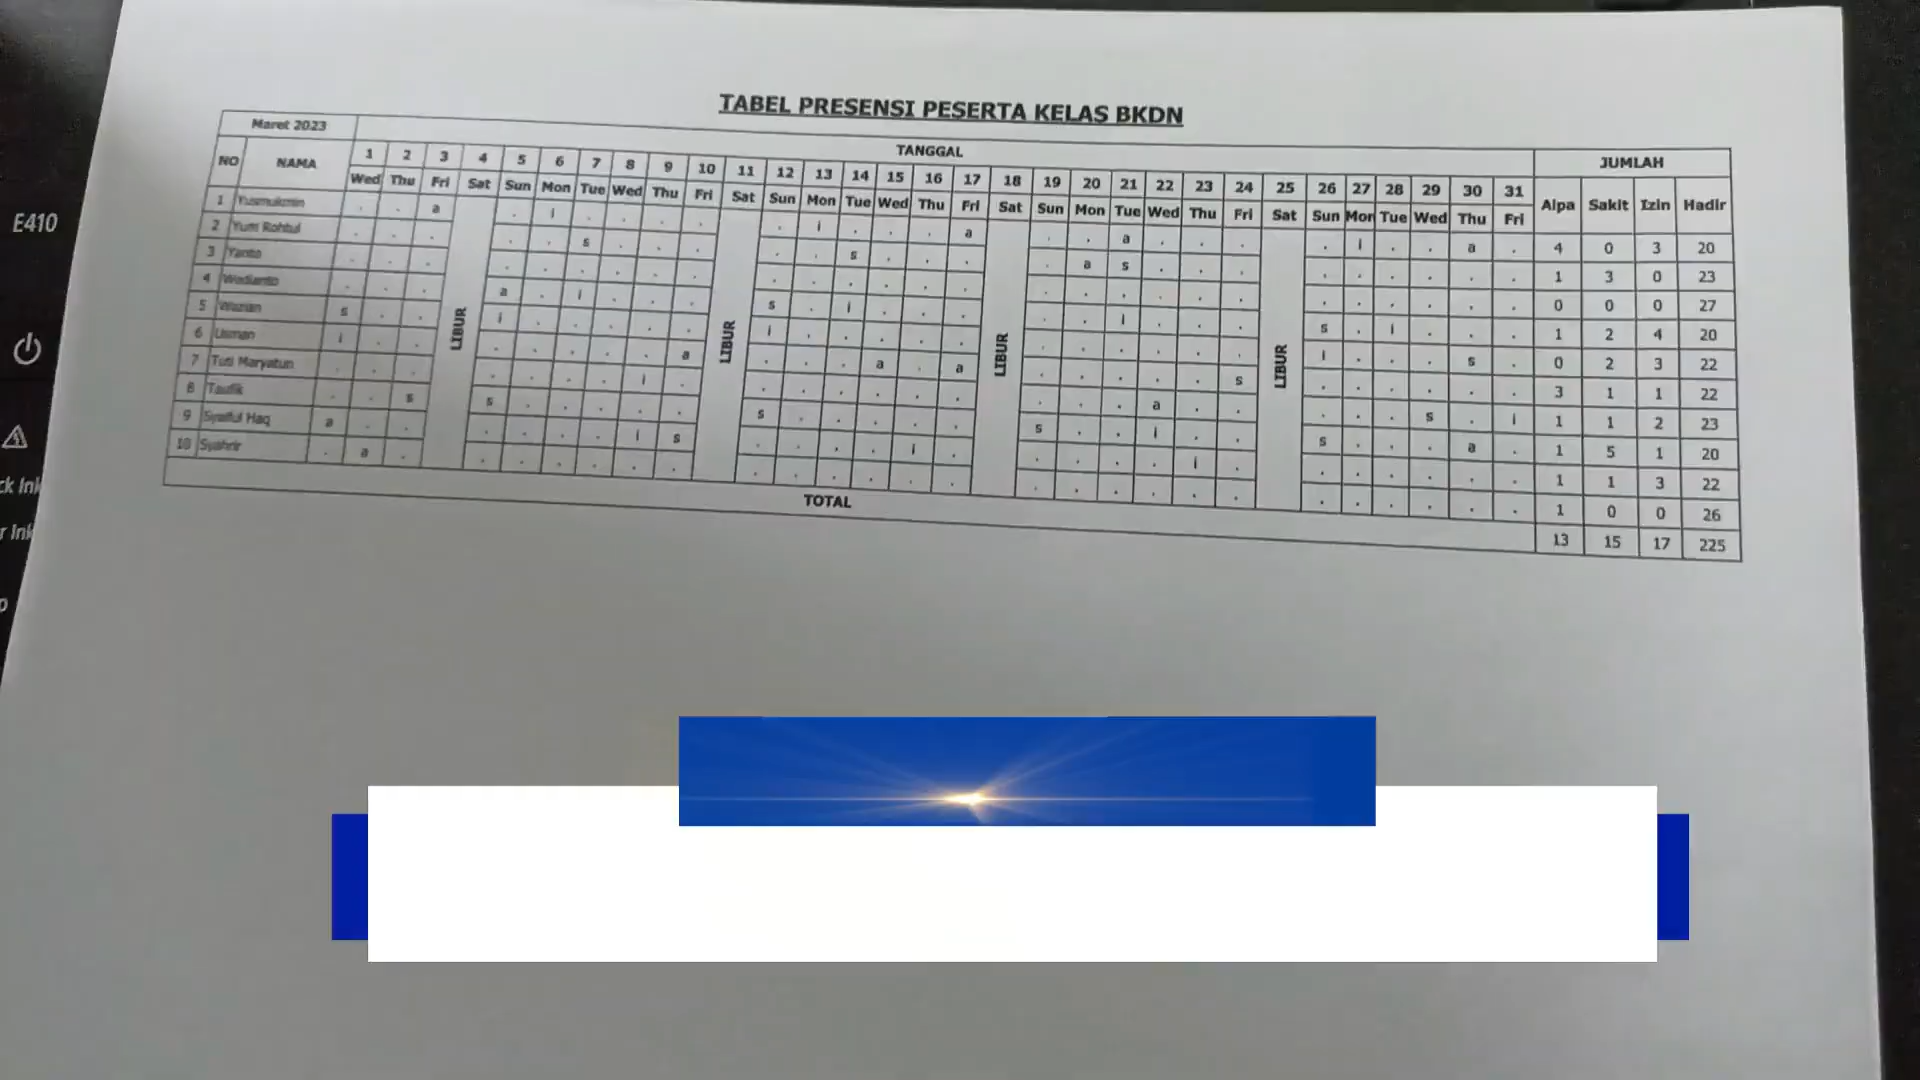 TABEL PRESENSI PESERTA KELAS BKDN
Maret 2023
TANGGAL JUMLAH
NO NAMA 1 2 3 4 5 6 7 8 9 10 11 12 13 14 15 16 17 18 19 20 21 22 23 24 25 26 27 28 29 30 31
Wed Thu Fri Sat Sun Mon Tue Wed Thu Fri Sat Sun Mon Tue Wed Thu Fri Sat Sun Mon Tue Wed Thu Fri Sat Sun Mon Tue Wed Thu Fri Alpa Sakit Izin Hadir
1 Yusmukmin . . a . i . . . . . i . . . a . . a . . . . i . . a . 4 0 3 20
2 . . . . . s . . . . . s . . . . a s . . . . . . . . . 1 3 0 23
3 Yanto . . . . . . . . . . . . . . . . . . . . . . . . . . . 0 0 0 27
4 . . . a . i . . . s . i . . . . . i . . . s . i . . . 1 2 4 20
5 s . . i . . . . . i . . . . . . . . . . . i . . . s . 0 2 3 22
6 Usman i . . . . . . . a . . . a . a . . . . . s . . . . . . 3 1 1 22
7 Tuti Maryatun . . . . . . . i . . . . . . . . . . a . . . . . s . i 1 1 2 23
8 Taufik . . s s . . . . . s . . . . . s . . i . . s . . . a . 1 5 1 20
9 Syaiful Haq a . . . . . . i s . . . . i . . . . . i . . . . . . . 1 1 3 22
10 Syahrir . a . . . . . . . . . . . . . . . . . . . . . . . . . 1 0 0 26
LIBUR LIBUR LIBUR LIBUR
TOTAL 13 15 17 225
E410